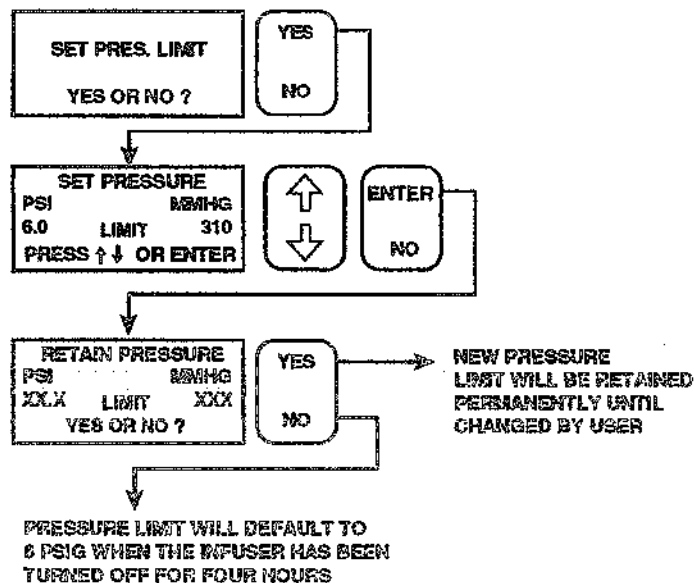 SET PRES. LIMIT
YES OR NO ?
YES
NO
SET PRESSURE
PSI MMHG
6.0 LIMIT 310
PRESS ↑ ↓ OR ENTER
ENTER
NO
RETAIN PRESSURE
PSI MMHG
XX.X LIMIT XXX
YES OR NO ?
YES
NO
NEW PRESSURE
LIMIT WILL BE RETAINED
PERMANENTLY UNTIL
CHANGED BY USER
PRESSURE LIMIT WILL DEFAULT TO
6 PSIG WHEN THE INFUSER HAS BEEN
TURNED OFF FOR FOUR HOURS